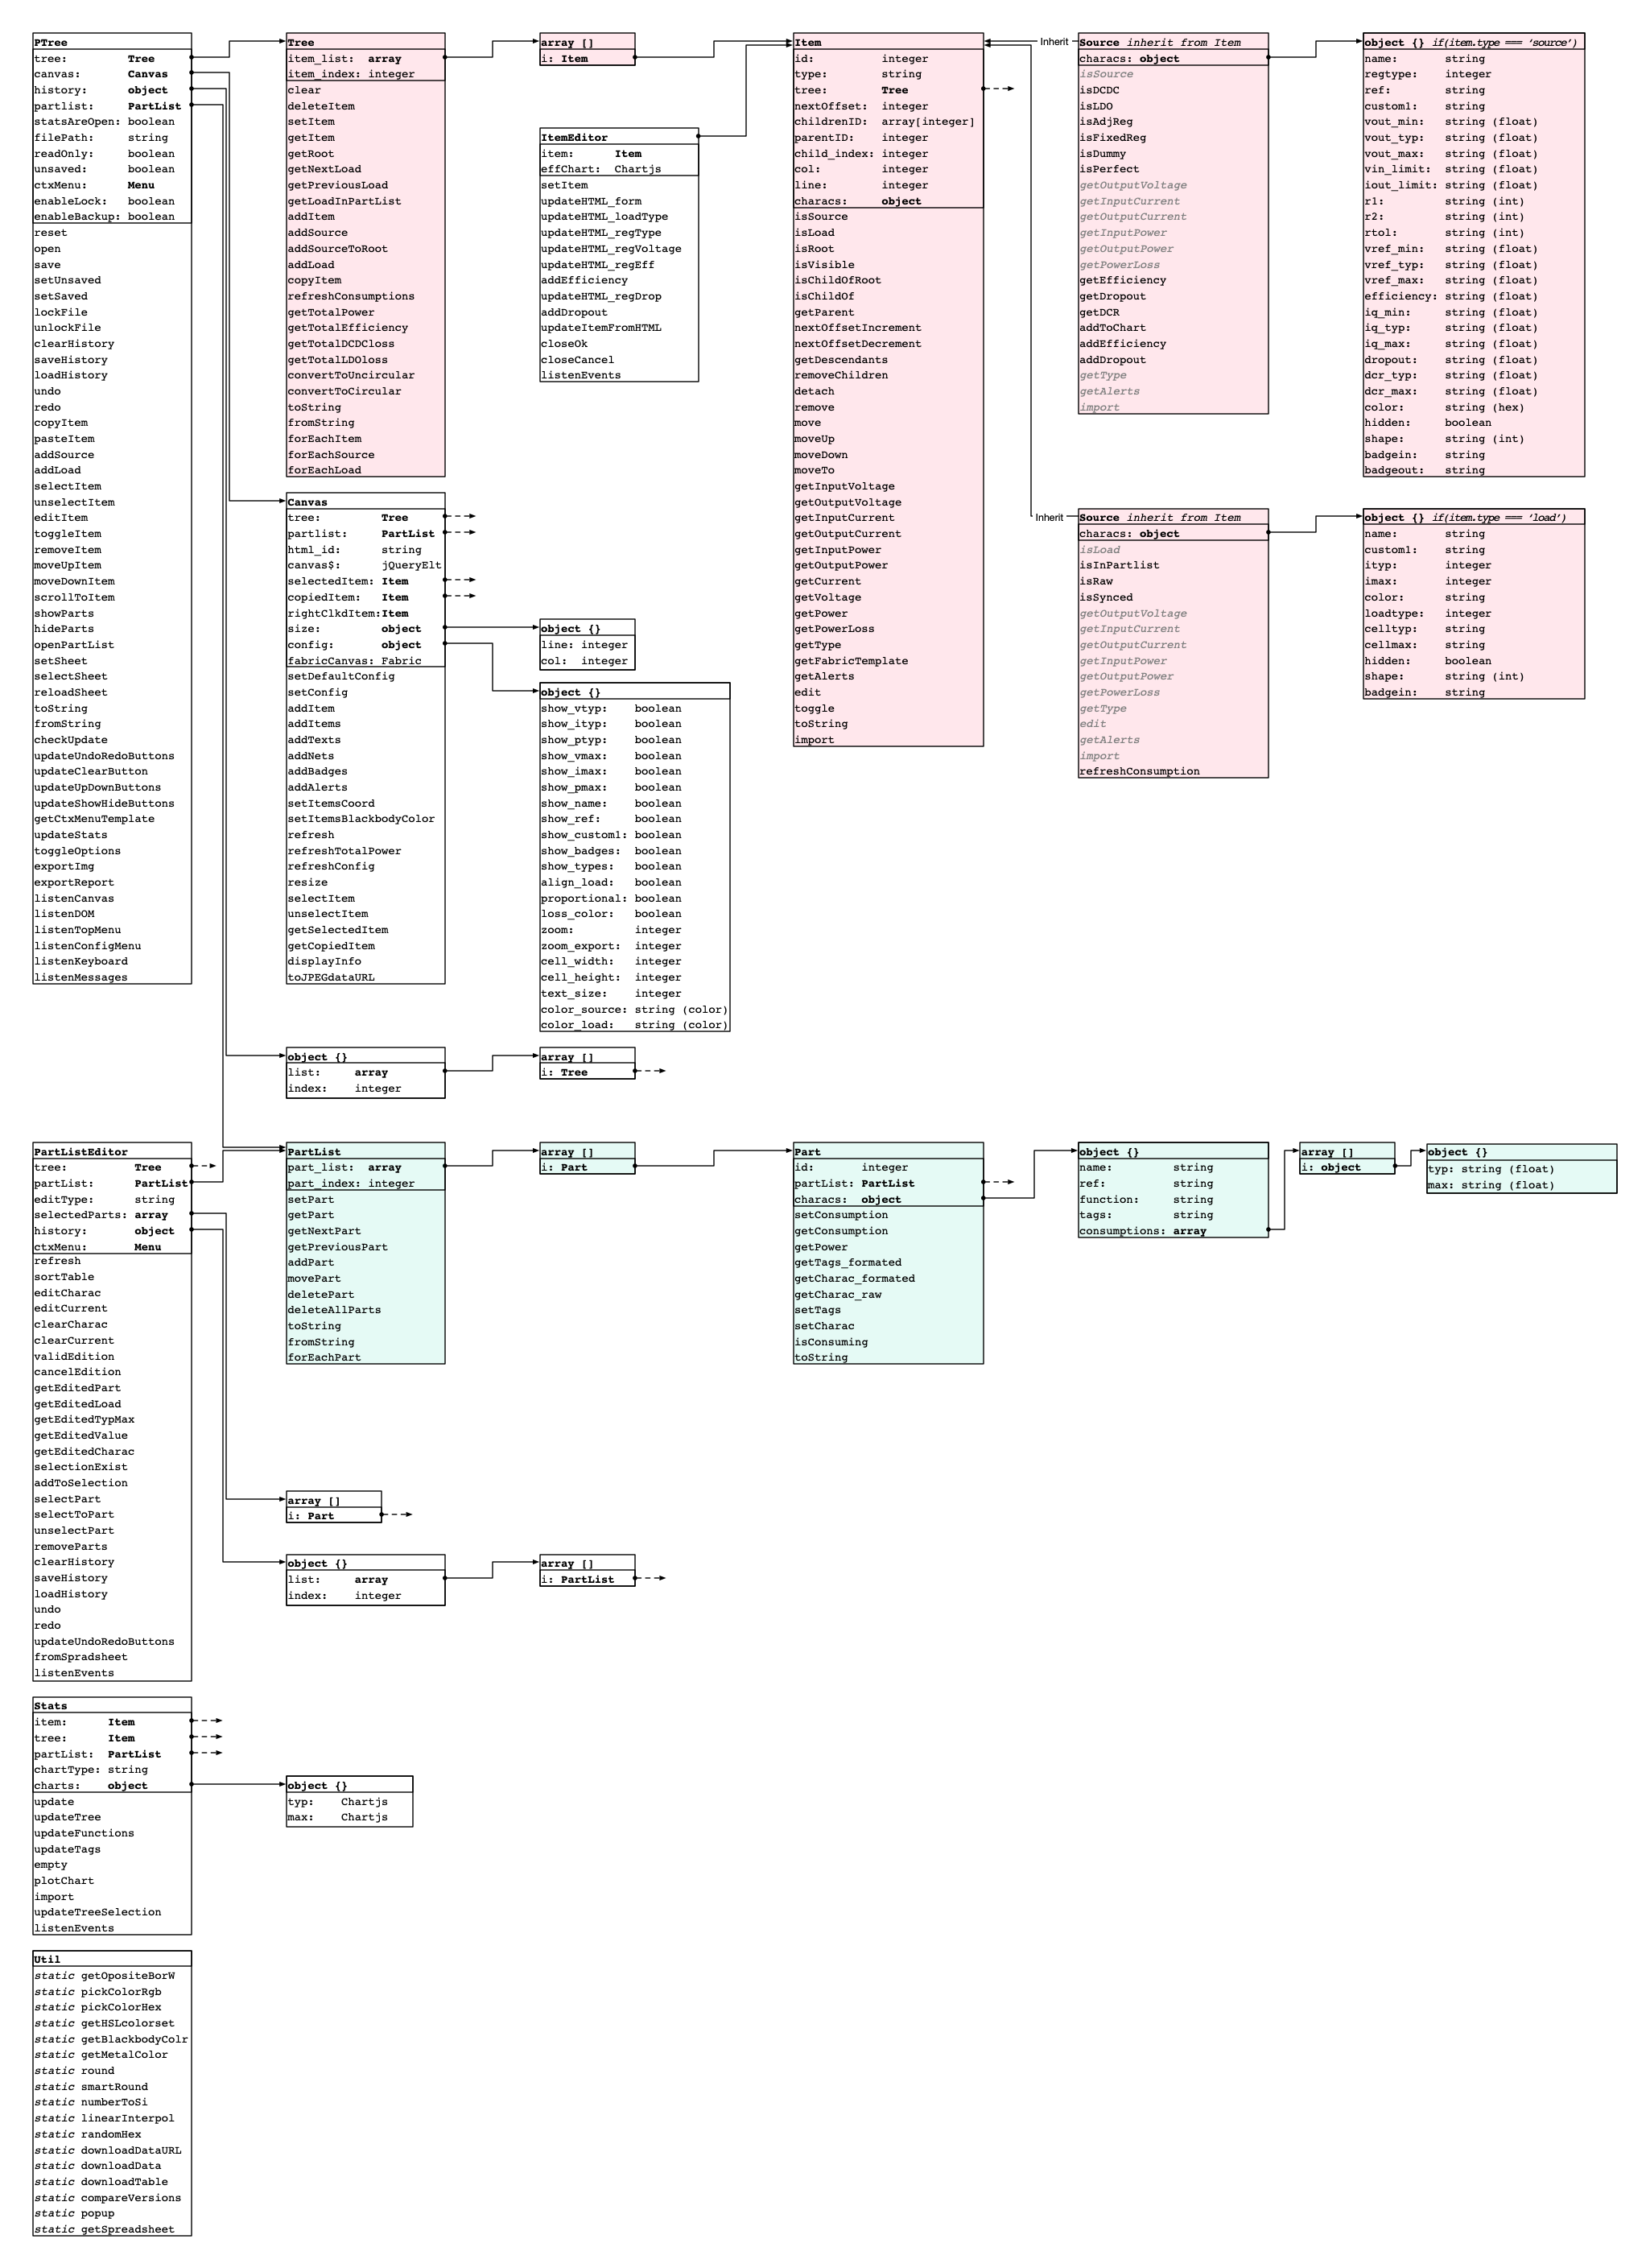 PTree
tree: Tree
canvas: Canvas
history: object
partlist: PartList
statsAreOpen: boolean
filePath: string
readOnly: boolean
unsaved: boolean
ctxMenu: Menu
enableLock: boolean
enableBackup: boolean
reset
open
save
setUnsaved
setSaved
lockFile
unlockFile
clearHistory
saveHistory
loadHistory
undo
redo
copyItem
pasteItem
addSource
addLoad
selectItem
unselectItem
editItem
toggleItem
removeItem
moveUpItem
moveDownItem
scrollToItem
showParts
hideParts
openPartList
setSheet
selectSheet
reloadSheet
toString
fromString
checkUpdate
updateUndoRedoButtons
updateClearButton
updateUpDownButtons
updateShowHideButtons
getCtxMenuTemplate
updateStats
toggleOptions
exportImg
exportReport
listenCanvas
listenDOM
listenTopMenu
listenConfigMenu
listenKeyboard
listenMessages
Tree
item_list: array
item_index: integer
clear
deleteItem
setItem
getItem
getRoot
getNextLoad
getPreviousLoad
getLoadInPartList
addItem
addSource
addSourceToRoot
addLoad
copyItem
refreshConsumptions
getTotalPower
getTotalEfficiency
getTotalDCDCloss
getTotalLDOloss
convertToUncircular
convertToCircular
toString
fromString
forEachItem
forEachSource
forEachLoad
array []
i: Item
ItemEditor
item: Item
effChart: Chartjs
setItem
updateHTML_form
updateHTML_loadType
updateHTML_regType
updateHTML_regVoltage
updateHTML_regEff
addEfficiency
updateHTML_regDrop
addDropout
updateItemFromHTML
closeOk
closeCancel
listenEvents
Item
id: integer
type: string
tree: Tree
nextOffset: integer
childrenID: array[integer]
parentID: integer
child_index: integer
col: integer
line: integer
characs: object
isSource
isLoad
isRoot
isVisible
isChildOfRoot
isChildOf
getParent
nextOffsetIncrement
nextOffsetDecrement
getDescendants
removeChildren
detach
remove
move
moveUp
moveDown
moveTo
getInputVoltage
getOutputVoltage
getInputCurrent
getOutputCurrent
getInputPower
getOutputPower
getCurrent
getVoltage
getPower
getPowerLoss
getType
getFabricTemplate
getAlerts
edit
toggle
toString
import
Inherit
Source inherit from Item
characs: object
isSource
isDCDC
isLDO
isAdjReg
isFixedReg
isDummy
isPerfect
getOutputVoltage
getInputCurrent
getOutputCurrent
getInputPower
getOutputPower
getPowerLoss
getEfficiency
getDropout
getDCR
addToChart
addEfficiency
addDropout
getType
getAlerts
import
object {} if(item.type === ‘source’)
name: string
regtype: integer
ref: string
custom1: string
vout_min: string (float)
vout_typ: string (float)
vout_max: string (float)
vin_limit: string (float)
iout_limit: string (float)
r1: string (int)
r2: string (int)
rtol: string (int)
vref_min: string (float)
vref_typ: string (float)
vref_max: string (float)
efficiency: string (float)
iq_min: string (float)
iq_typ: string (float)
iq_max: string (float)
dropout: string (float)
dcr_typ: string (float)
dcr_max: string (float)
color: string (hex)
hidden: boolean
shape: string (int)
badgein: string
badgeout: string
Inherit
Source inherit from Item
characs: object
isLoad
isInPartlist
isRaw
isSynced
getOutputVoltage
getInputCurrent
getOutputCurrent
getInputPower
getOutputPower
getPowerLoss
getType
edit
getAlerts
import
refreshConsumption
object {} if(item.type === ‘load’)
name: string
custom1: string
ityp: integer
imax: integer
color: string
loadtype: integer
celltyp: string
cellmax: string
hidden: boolean
shape: string (int)
badgein: string
Canvas
tree: Tree
partlist: PartList
html_id: string
canvas$: jQueryElt
selectedItem: Item
copiedItem: Item
rightClkdItem:Item
size: object
config: object
fabricCanvas: Fabric
setDefaultConfig
setConfig
addItem
addItems
addTexts
addNets
addBadges
addAlerts
setItemsCoord
setItemsBlackbodyColor
refresh
refreshTotalPower
refreshConfig
resize
selectItem
unselectItem
getSelectedItem
getCopiedItem
displayInfo
toJPEGdataURL
object {}
line: integer
col: integer
object {}
show_vtyp: boolean
show_ityp: boolean
show_ptyp: boolean
show_vmax: boolean
show_imax: boolean
show_pmax: boolean
show_name: boolean
show_ref: boolean
show_custom1: boolean
show_badges: boolean
show_types: boolean
align_load: boolean
proportional: boolean
loss_color: boolean
zoom: integer
zoom_export: integer
cell_width: integer
cell_height: integer
text_size: integer
color_source: string (color)
color_load: string (color)
object {}
list: array
index: integer
array []
i: Tree
PartListEditor
tree: Tree
partList: PartList
editType: string
selectedParts: array
history: object
ctxMenu: Menu
refresh
sortTable
editCharac
editCurrent
clearCharac
clearCurrent
validEdition
cancelEdition
getEditedPart
getEditedLoad
getEditedTypMax
getEditedValue
getEditedCharac
selectionExist
addToSelection
selectPart
selectToPart
unselectPart
removeParts
clearHistory
saveHistory
loadHistory
undo
redo
updateUndoRedoButtons
fromSpradsheet
listenEvents
PartList
part_list: array
part_index: integer
setPart
getPart
getNextPart
getPreviousPart
addPart
movePart
deletePart
deleteAllParts
toString
fromString
forEachPart
array []
i: Part
Part
id: integer
partList: PartList
characs: object
setConsumption
getConsumption
getPower
getTags_formated
getCharac_formated
getCharac_raw
setTags
setCharac
isConsuming
toString
object {}
name: string
ref: string
function: string
tags: string
consumptions: array
array []
i: object
object {}
typ: string (float)
max: string (float)
array []
i: Part
object {}
list: array
index: integer
array []
i: PartList
Stats
item: Item
tree: Item
partList: PartList
chartType: string
charts: object
update
updateTree
updateFunctions
updateTags
empty
plotChart
import
updateTreeSelection
listenEvents
object {}
typ: Chartjs
max: Chartjs
Util
static getOpositeBorW
static pickColorRgb
static pickColorHex
static getHSLcolorset
static getBlackbodyColr
static getMetalColor
static round
static smartRound
static numberToSi
static linearInterpol
static randomHex
static downloadDataURL
static downloadData
static downloadTable
static compareVersions
static popup
static getSpreadsheet